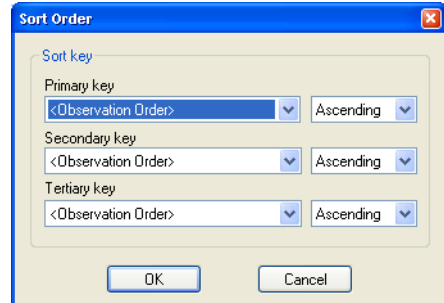 Sort Order
Sort key
Primary key
<Observation Order> Ascending
Secondary key
<Observation Order> Ascending
Tertiary key
<Observation Order> Ascending
OK Cancel